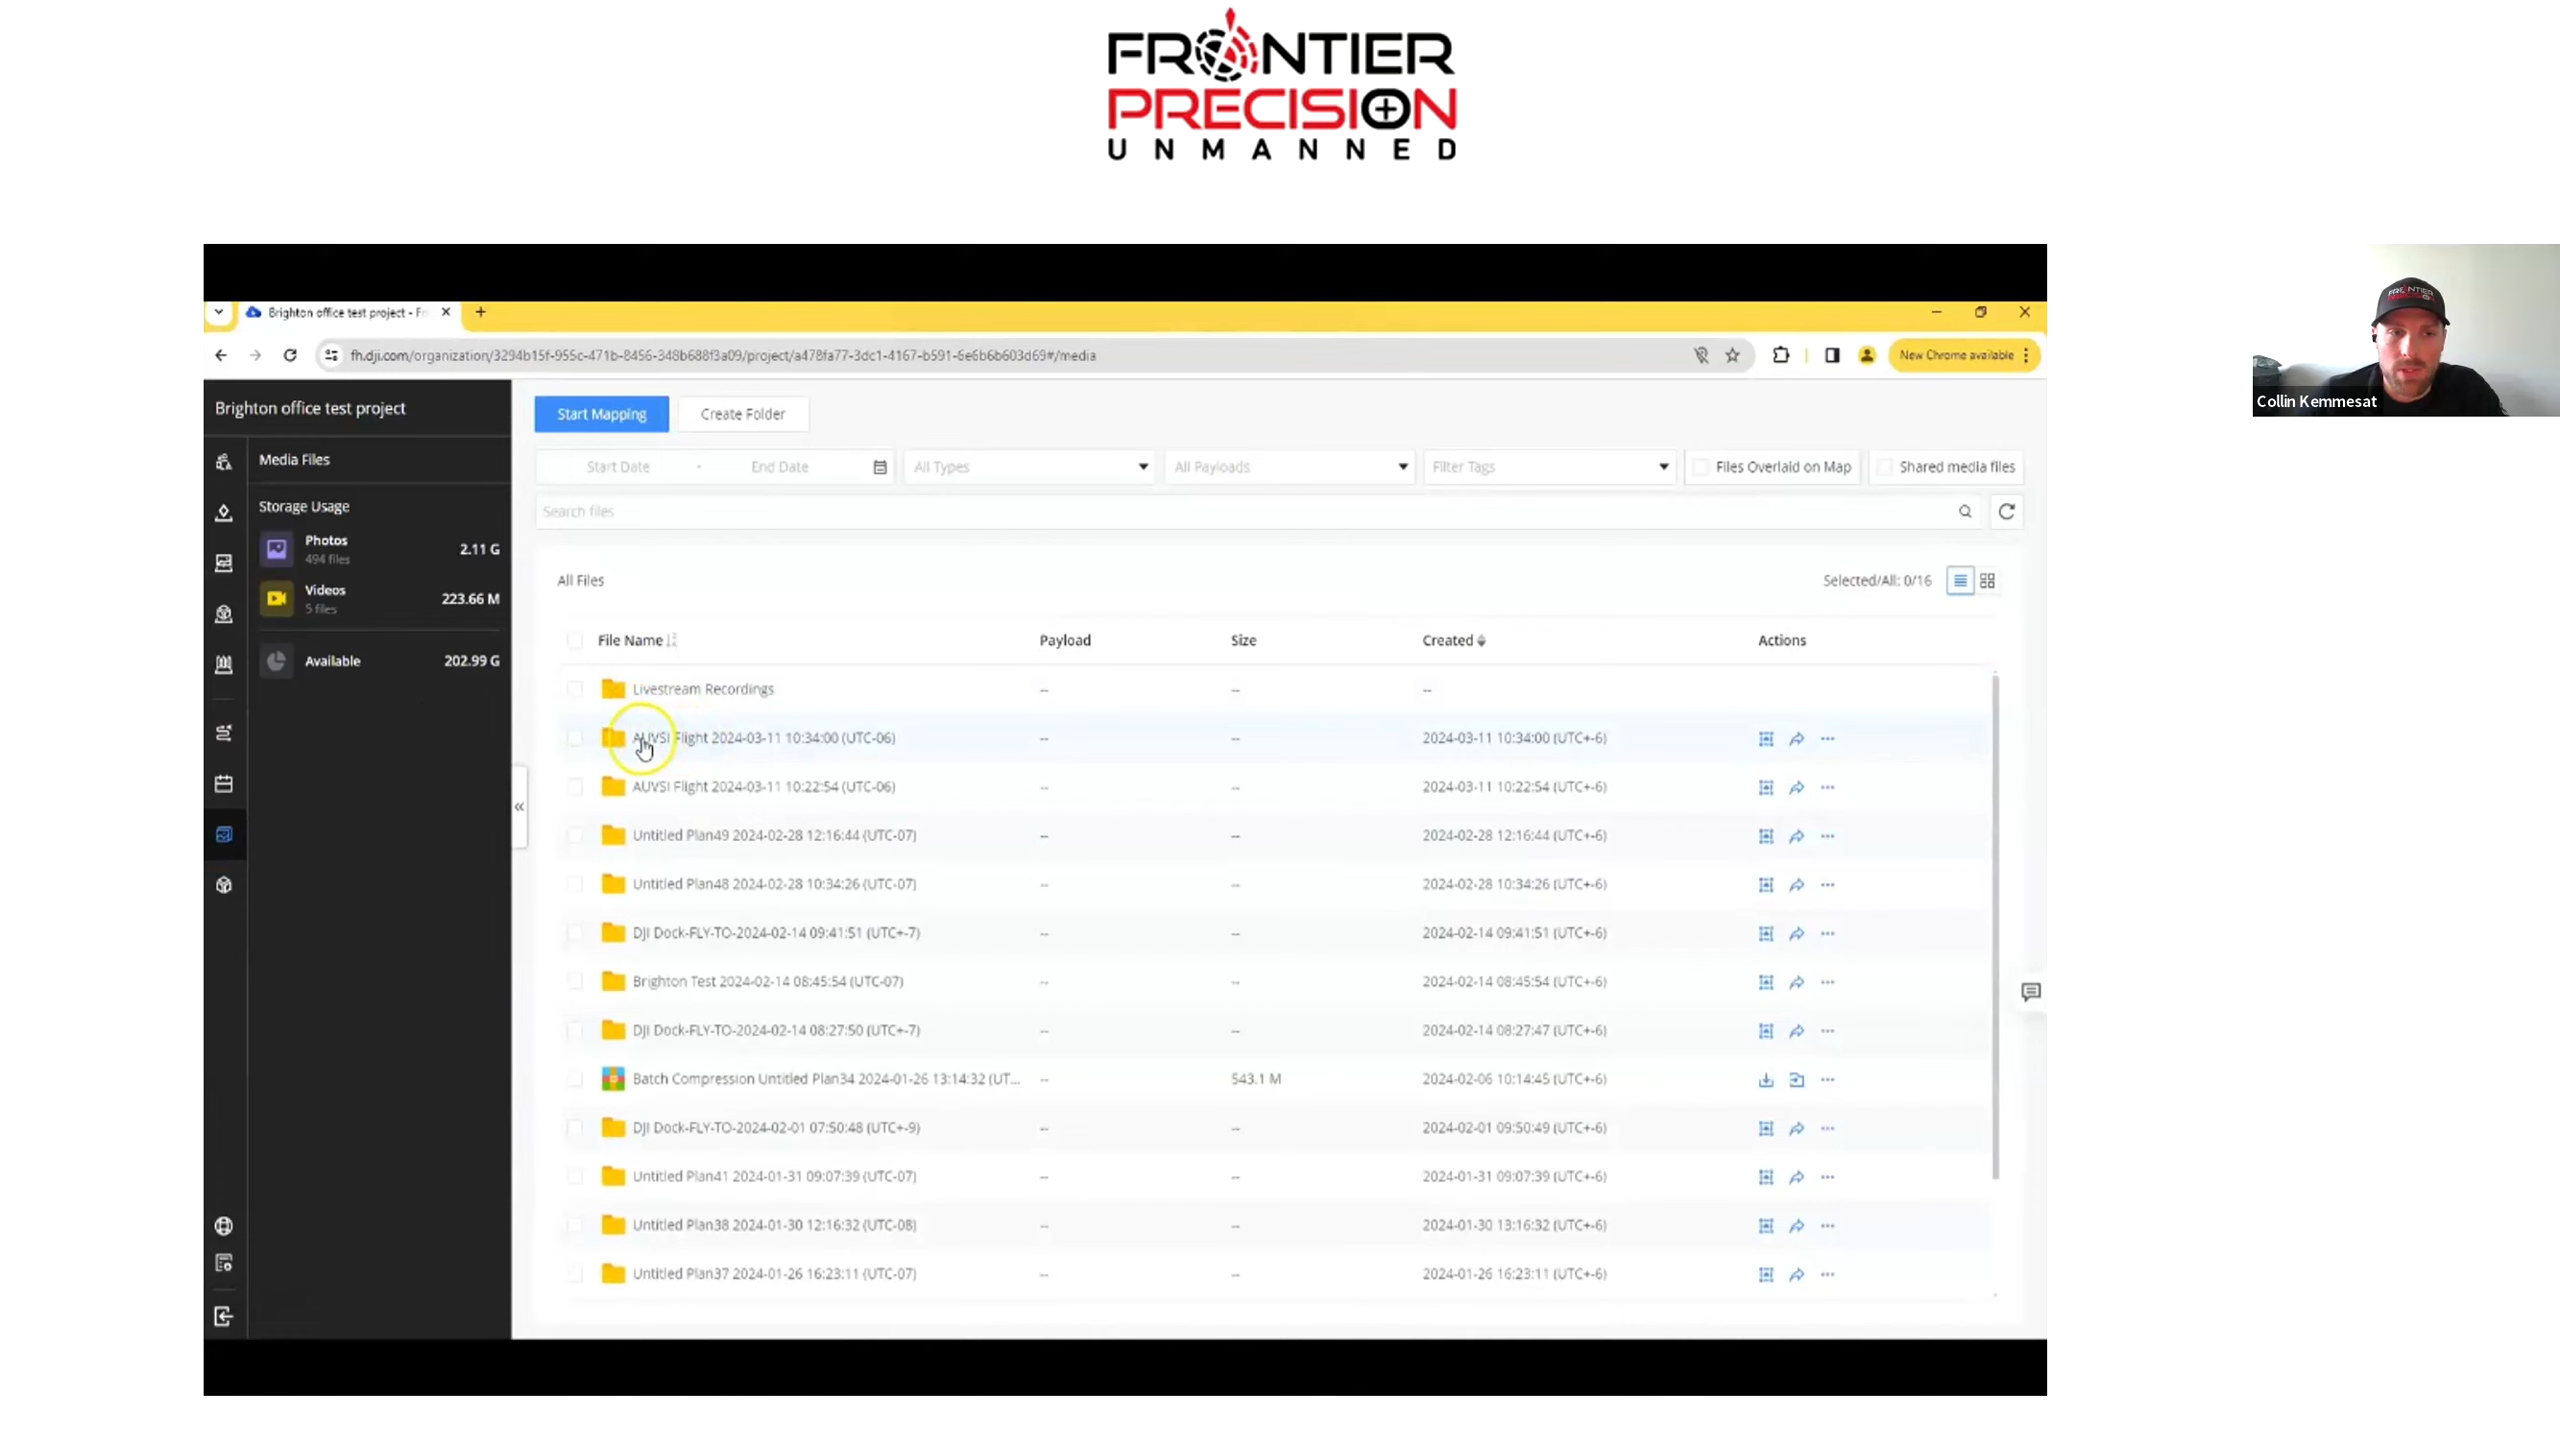 FRONTIER
PRECISION
UNMANNED
Brighton office test project - Fr
fh.dji.com/organization/3294b15f-955c-471b-8456-348b688f3a09/project/a478fa77-3dc1-4167-b591-6e6b6b603d69#/media
New Chrome available
Brighton office test project
Start Mapping
Create Folder
Media Files
Start Date - End Date
All Types
All Payloads
Filter Tags
Files Overlaid on Map
Shared media files
Storage Usage
Search files
Photos
494 files
2.11 G
Videos
5 files
223.66 M
Available 202.99 G
All Files
Selected/All: 0/16
File Name Payload Size Created Actions
Livestream Recordings -- -- --
AUVSI Flight 2024-03-11 10:34:00 (UTC-06) -- -- 2024-03-11 10:34:00 (UTC+-6)
AUVSI Flight 2024-03-11 10:22:54 (UTC-06) -- -- 2024-03-11 10:22:54 (UTC+-6)
Untitled Plan49 2024-02-28 12:16:44 (UTC-07) -- -- 2024-02-28 12:16:44 (UTC+-6)
Untitled Plan48 2024-02-28 10:34:26 (UTC-07) -- -- 2024-02-28 10:34:26 (UTC+-6)
DJI Dock-FLY-TO-2024-02-14 09:41:51 (UTC+-7) -- -- 2024-02-14 09:41:51 (UTC+-6)
Brighton Test 2024-02-14 08:45:54 (UTC-07) -- -- 2024-02-14 08:45:54 (UTC+-6)
DJI Dock-FLY-TO-2024-02-14 08:27:50 (UTC+-7) -- -- 2024-02-14 08:27:47 (UTC+-6)
Batch Compression Untitled Plan34 2024-01-26 13:14:32 (UT... -- 543.1 M 2024-02-06 10:14:45 (UTC+-6)
DJI Dock-FLY-TO-2024-02-01 07:50:48 (UTC+-9) -- -- 2024-02-01 09:50:49 (UTC+-6)
Untitled Plan41 2024-01-31 09:07:39 (UTC-07) -- -- 2024-01-31 09:07:39 (UTC+-6)
Untitled Plan38 2024-01-30 12:16:32 (UTC-08) -- -- 2024-01-30 13:16:32 (UTC+-6)
Untitled Plan37 2024-01-26 16:23:11 (UTC-07) -- -- 2024-01-26 16:23:11 (UTC+-6)
FRONTIER
Collin Kemmesat